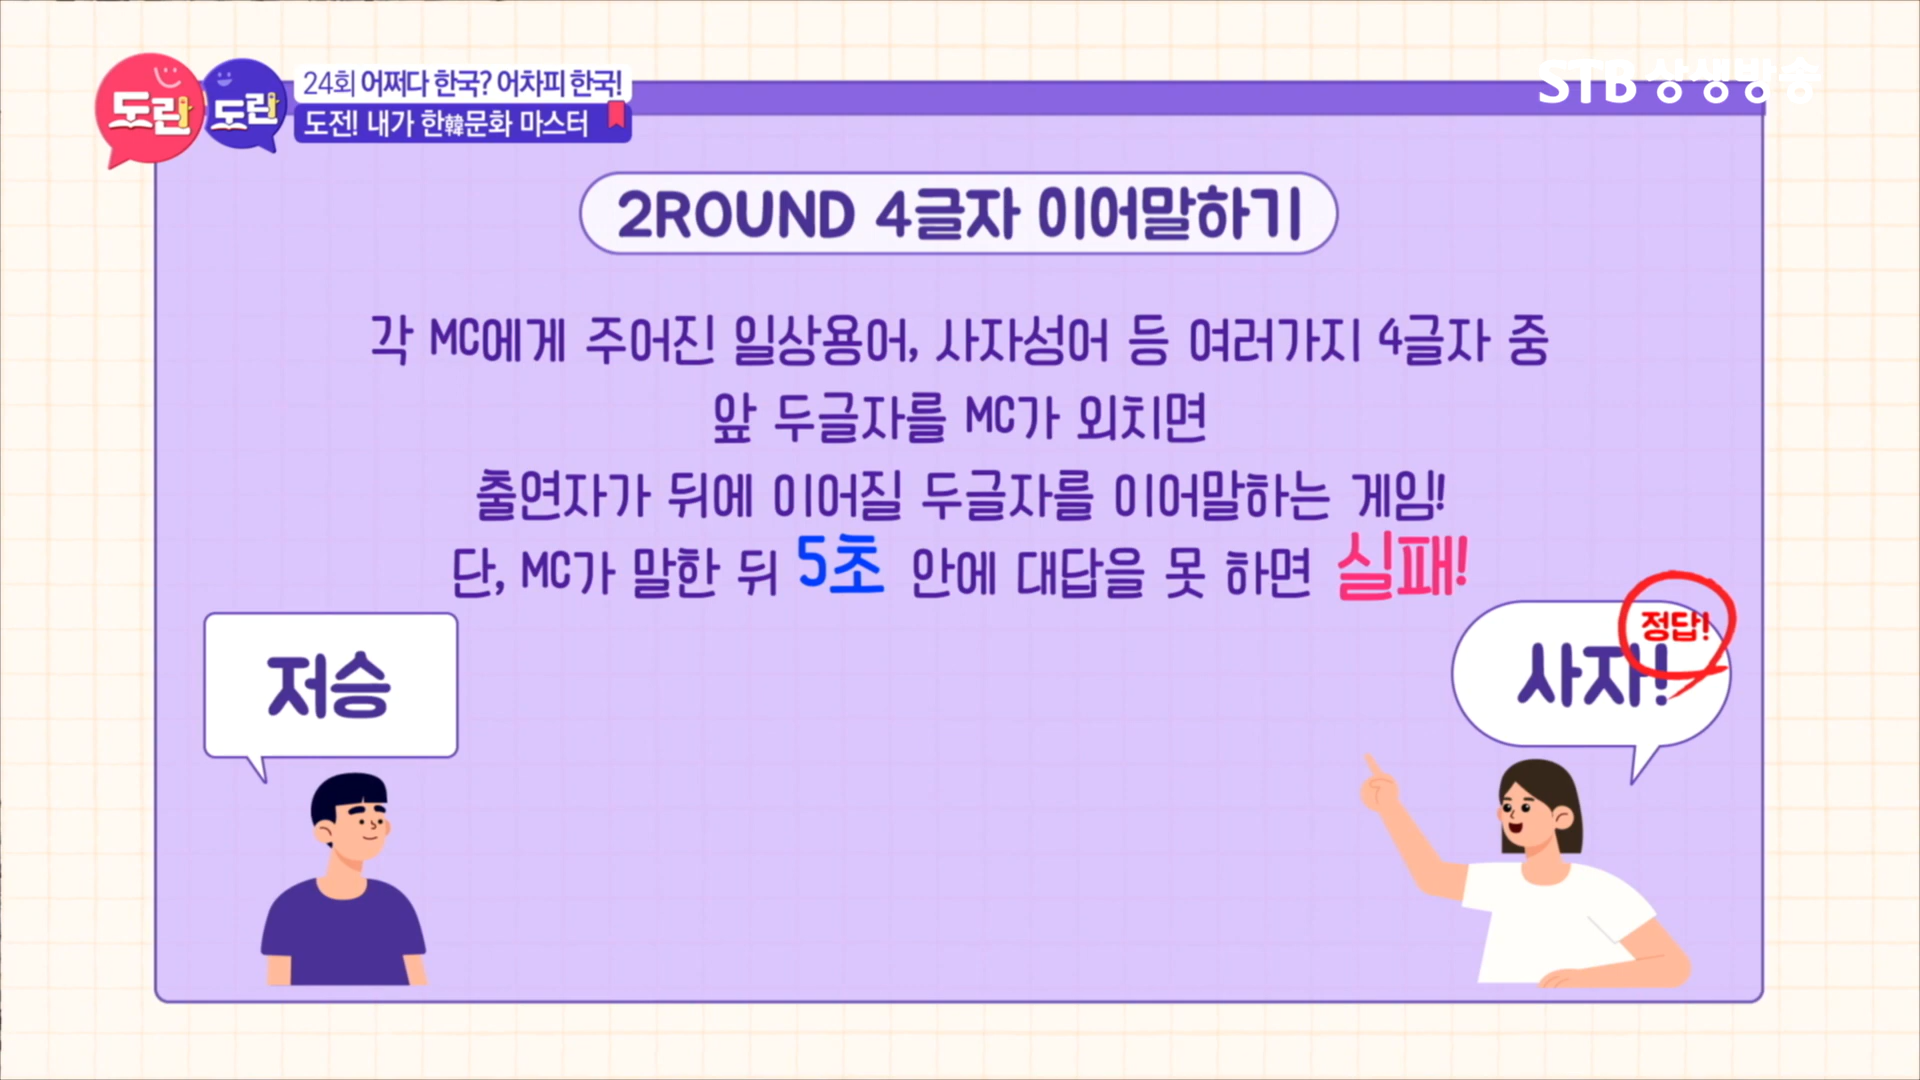 도란 도란
24회 어쩌다 한국? 어차피 한국!
도전! 내가 한韓문화 마스터
STB 상생방송
2ROUND 4글자 이어말하기
각 MC에게 주어진 일상용어, 사자성어 등 여러가지 4글자 중
앞 두글자를 MC가 외치면
출연자가 뒤에 이어질 두글자를 이어말하는 게임!
단, MC가 말한 뒤 5초 안에 대답을 못 하면 실패!
저승
정답!
사자!